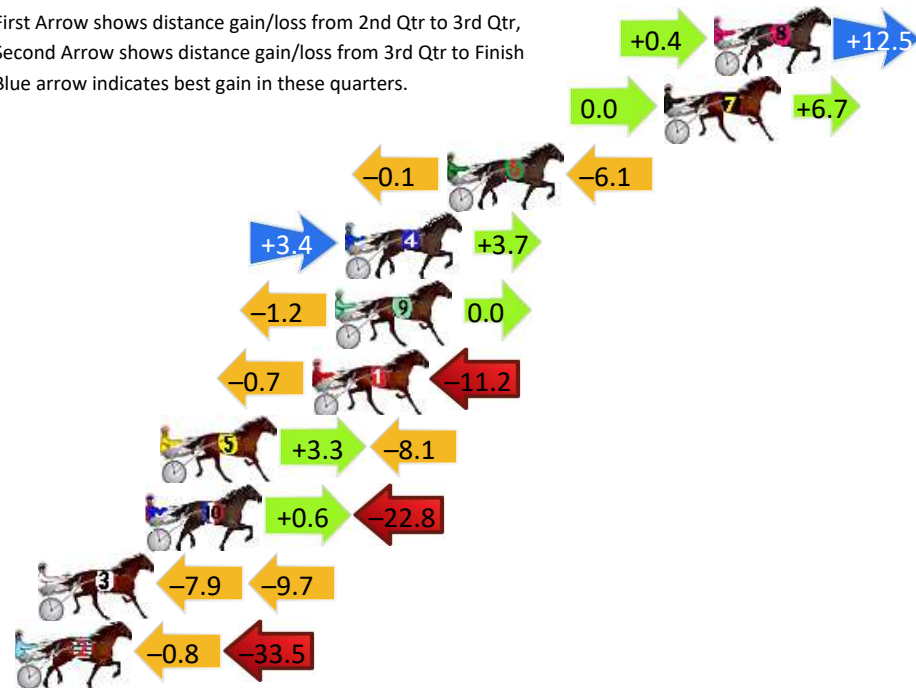 First Arrow shows distance gain/loss from 2nd Qtr to 3rd Qtr,
Second Arrow shows distance gain/loss from 3rd Qtr to Finish
Blue arrow indicates best gain in these quarters.
+0.4 8 +12.5
0.0 7 +6.7
–0.1 6 –6.1
+3.4 4 +3.7
–1.2 9 0.0
–0.7 1 –11.2
5 +3.3 –8.1
10 +0.6 –22.8
3 –7.9 –9.7
2 –0.8 –33.5